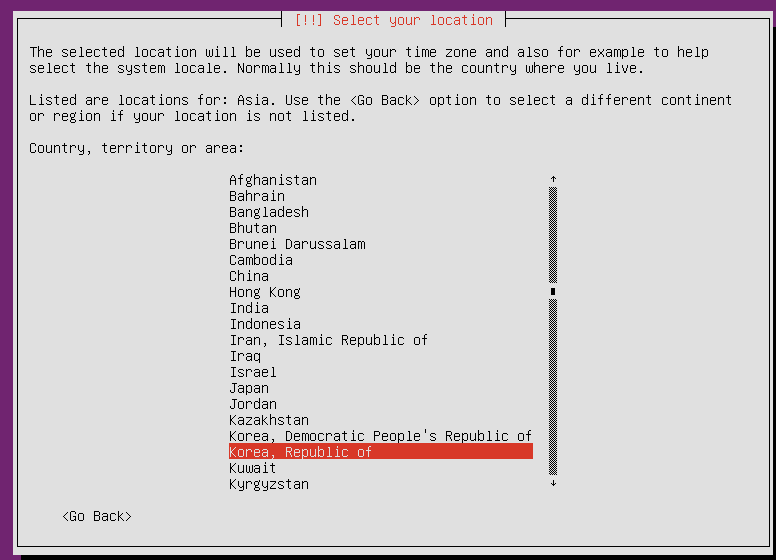 [!!] Select your location
The selected location will be used to set your time zone and also for example to help
select the system locale. Normally this should be the country where you live.
Listed are locations for: Asia. Use the <Go Back> option to select a different continent
or region if your location is not listed.
Country, territory or area:
Afghanistan
Bahrain
Bangladesh
Bhutan
Brunei Darussalam
Cambodia
China
Hong Kong
India
Indonesia
Iran, Islamic Republic of
Iraq
Israel
Japan
Jordan
Kazakhstan
Korea, Democratic People's Republic of
Korea, Republic of
Kuwait
Kyrgyzstan
<Go Back>